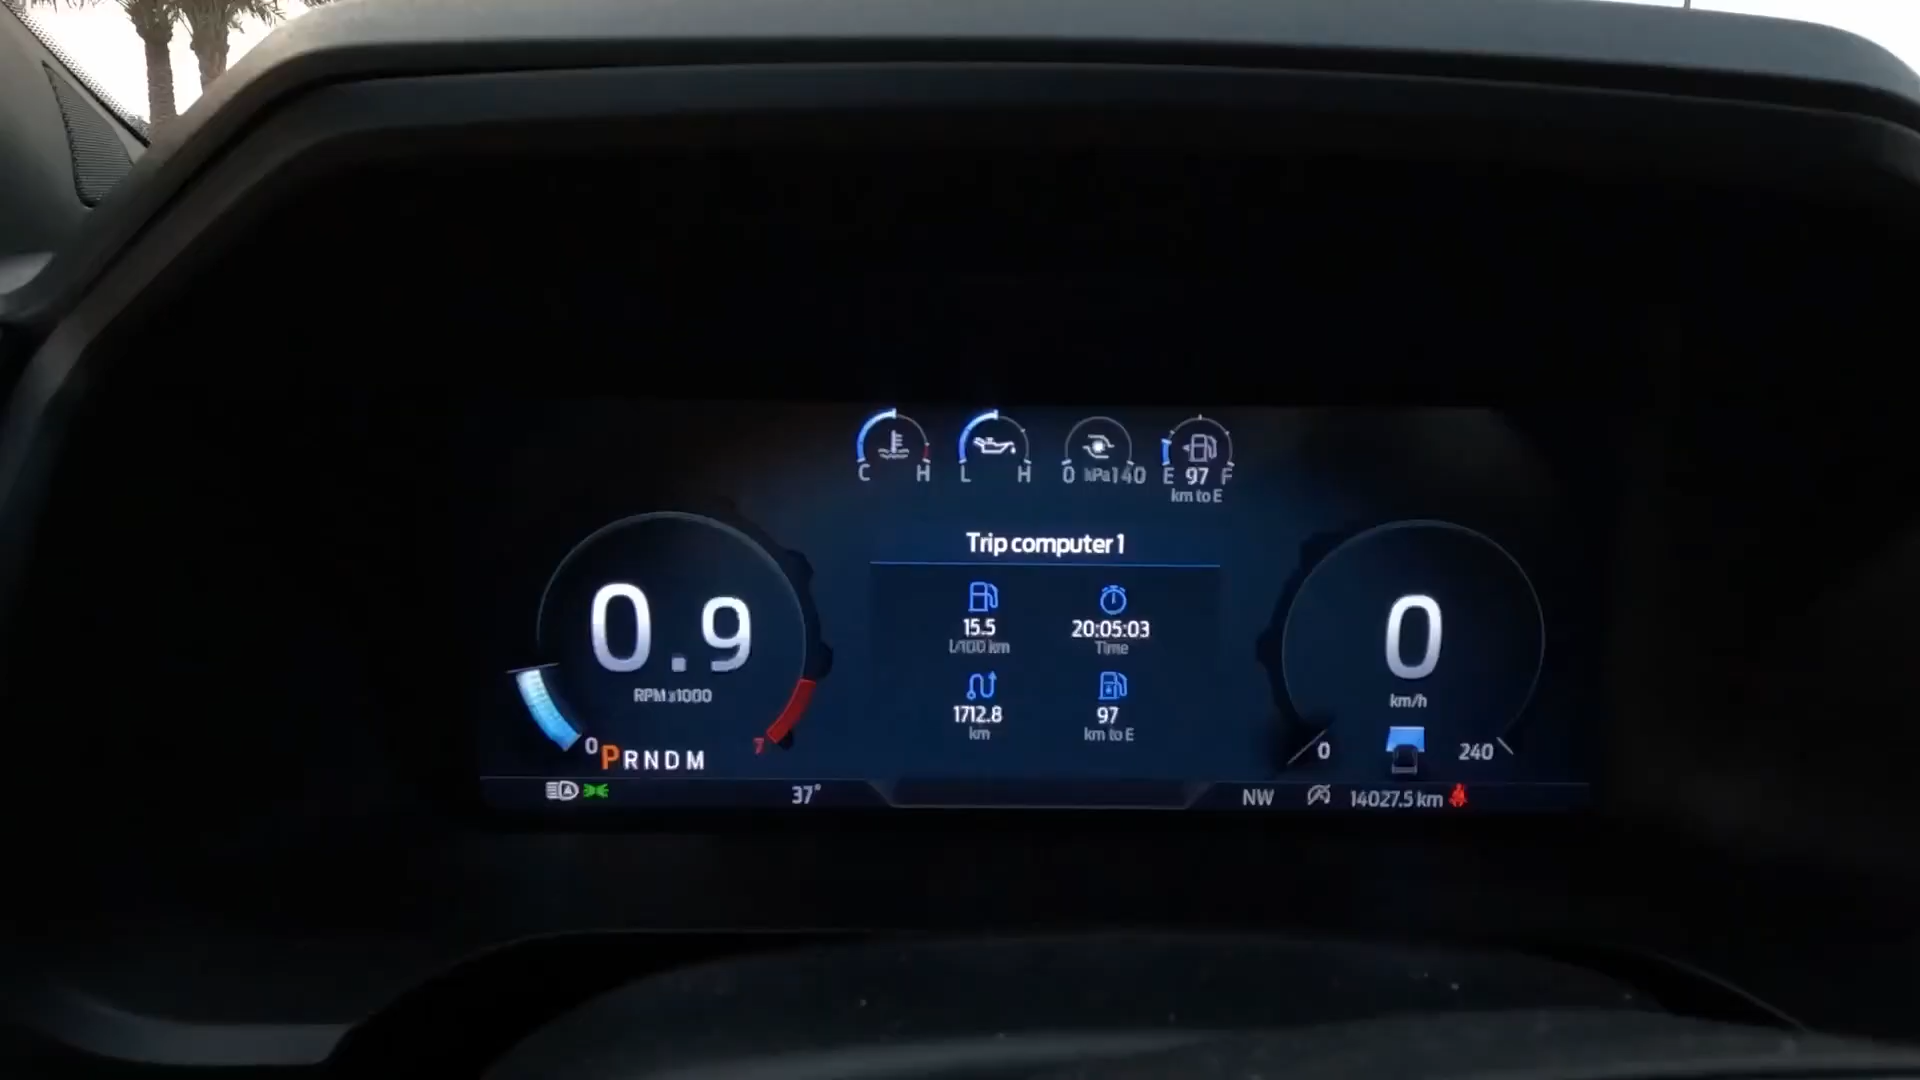 C H
L H
0 hPa 140
E 97 F
km to E
Trip computer 1
0.9
RPM x1000
0
7
PRNDM
15.5
L/100 km
20:05:03
Time
1712.8
km
97
km to E
0
km/h
0
240
37°
NW
14027.5 km